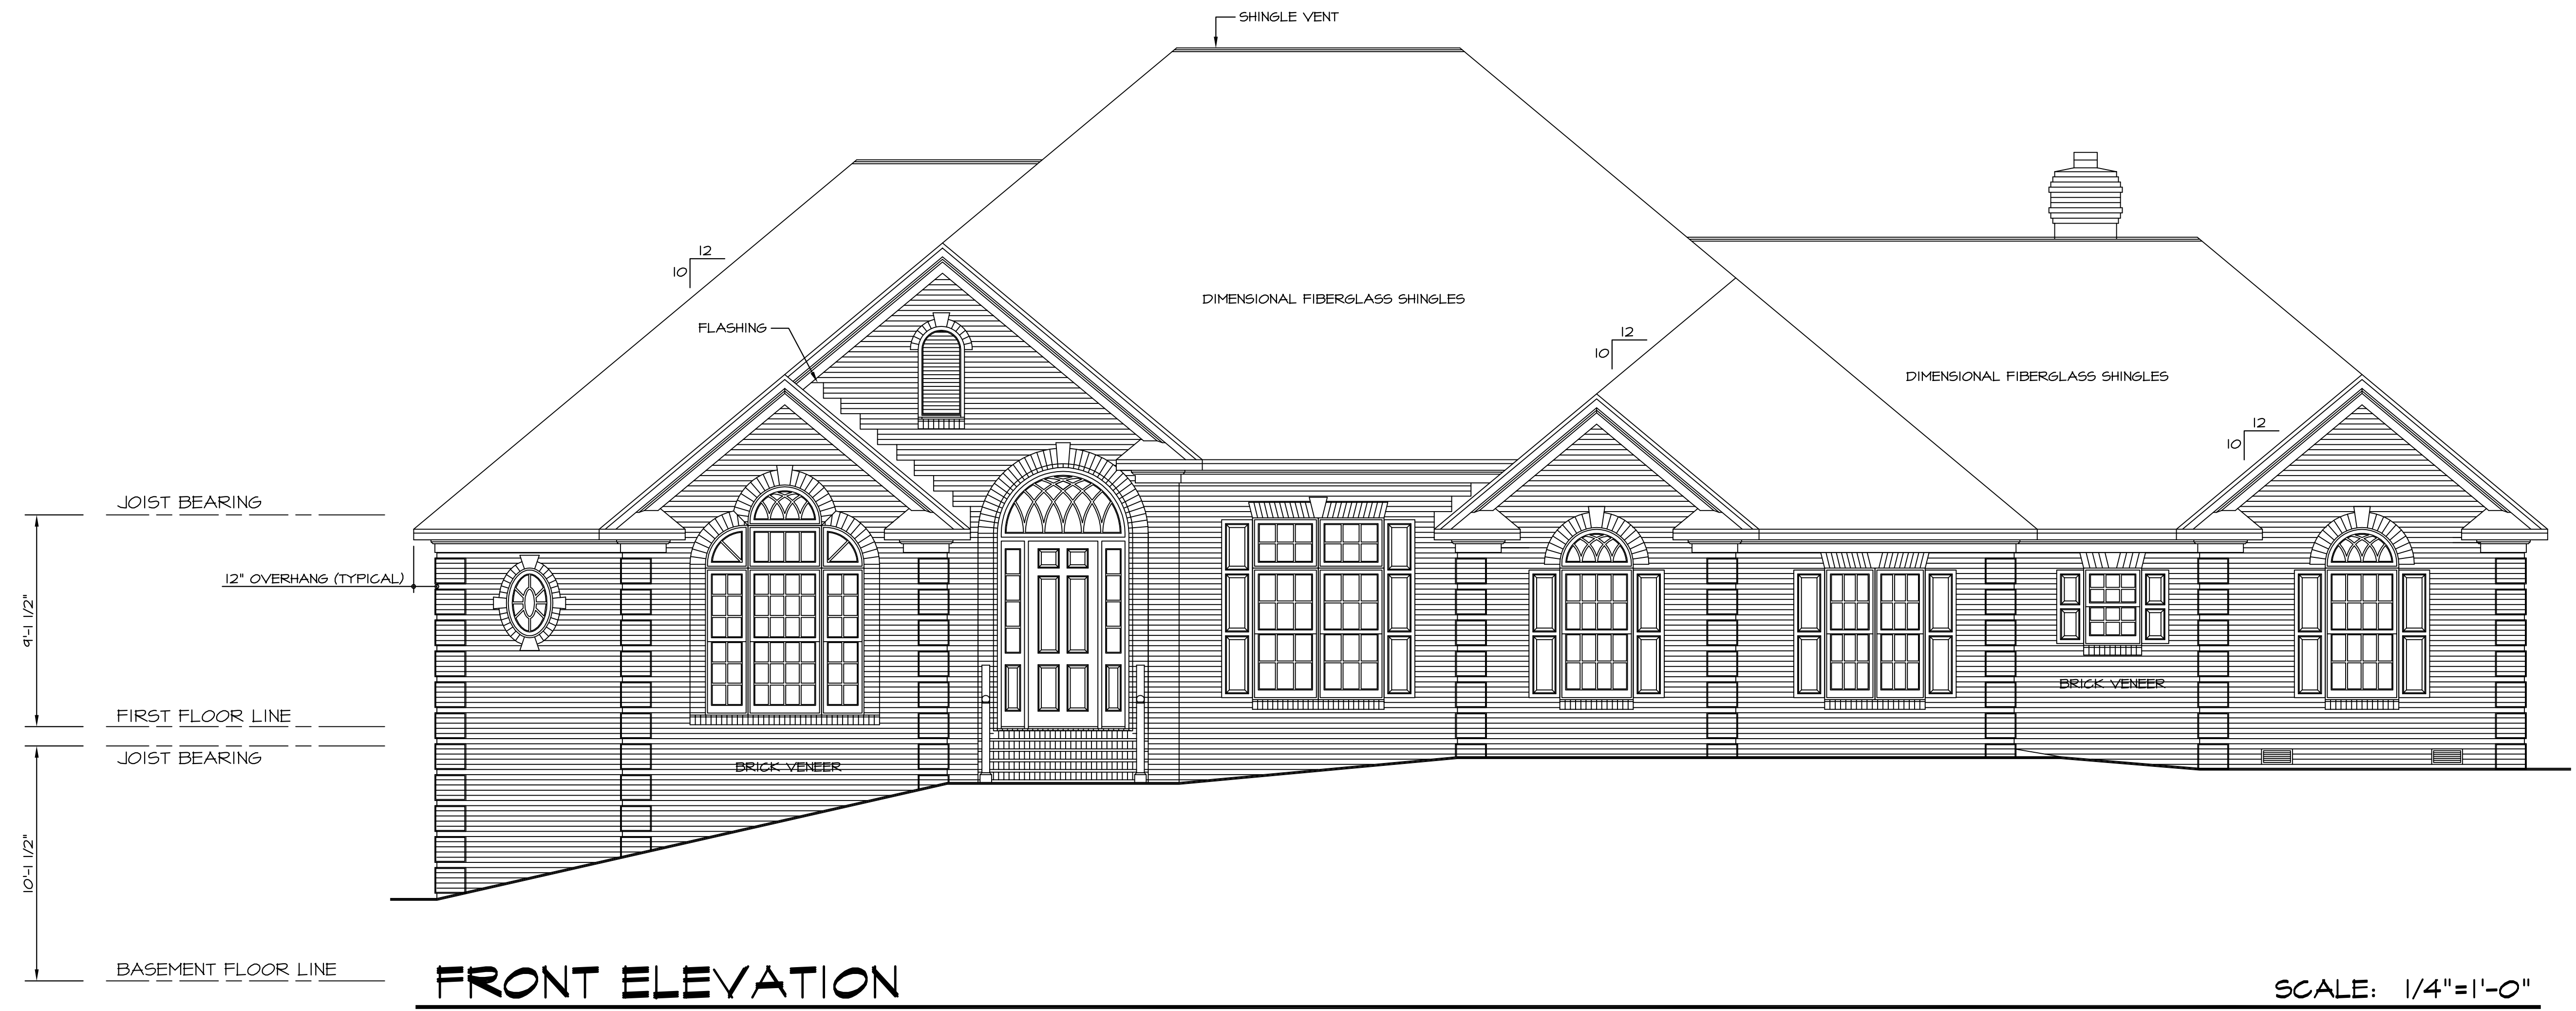 SHINGLE VENT
12
10
FLASHING
DIMENSIONAL FIBERGLASS SHINGLES
12
10
DIMENSIONAL FIBERGLASS SHINGLES
12
10
JOIST BEARING
12" OVERHANG (TYPICAL)
9'-1 1/2"
BRICK VENEER
FIRST FLOOR LINE
JOIST BEARING
BRICK VENEER
10'-1 1/2"
BASEMENT FLOOR LINE
FRONT ELEVATION
SCALE: 1/4"=1'-0"